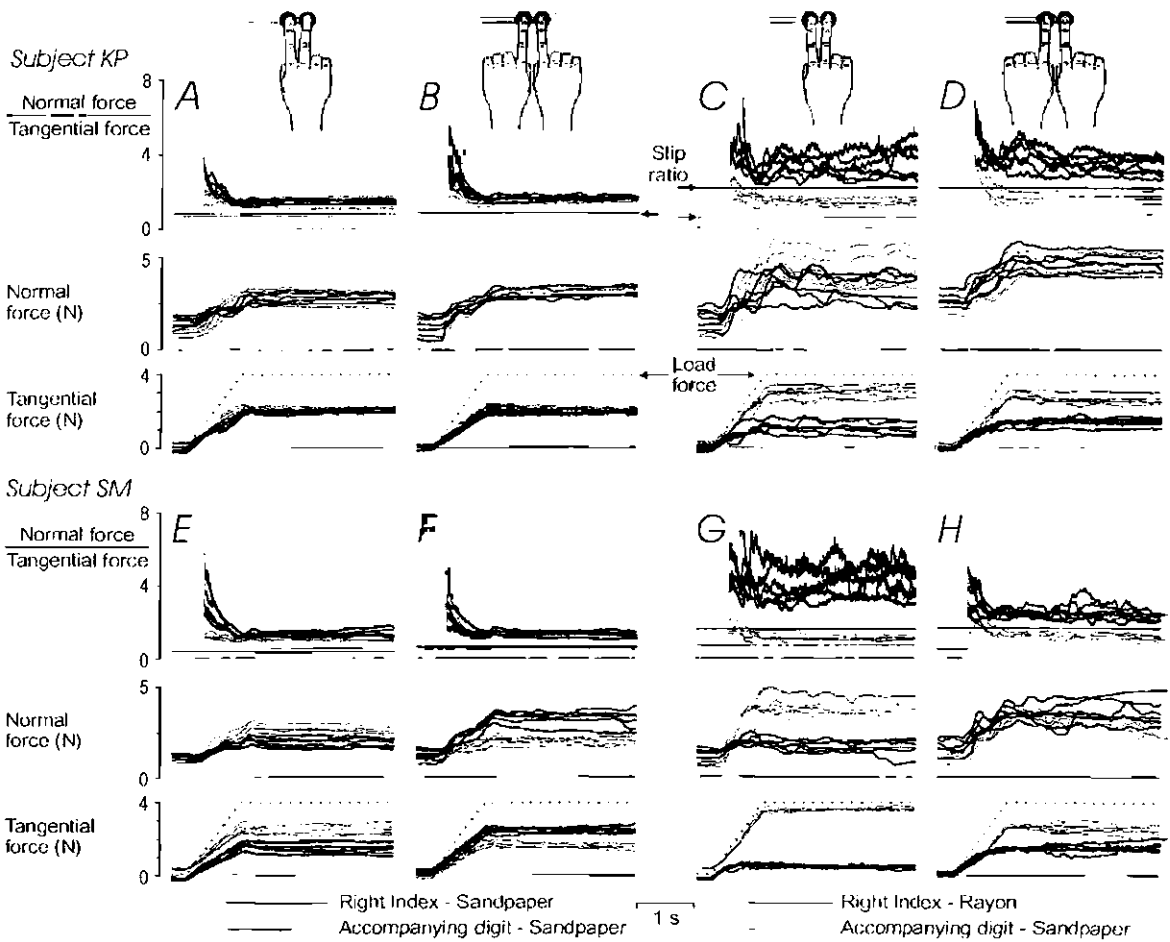 Subject KP
8
Normal force
Tangential force
4
0
A
B
C
D
Slip
ratio
5
Normal
force (N)
0
4
Tangential
force (N)
0
Load
force
Subject SM
8
Normal force
Tangential force
4
0
E
F
G
H
5
Normal
force (N)
0
4
Tangential
force (N)
0
Right Index - Sandpaper
Accompanying digit - Sandpaper
1 s
Right Index - Rayon
Accompanying digit - Sandpaper